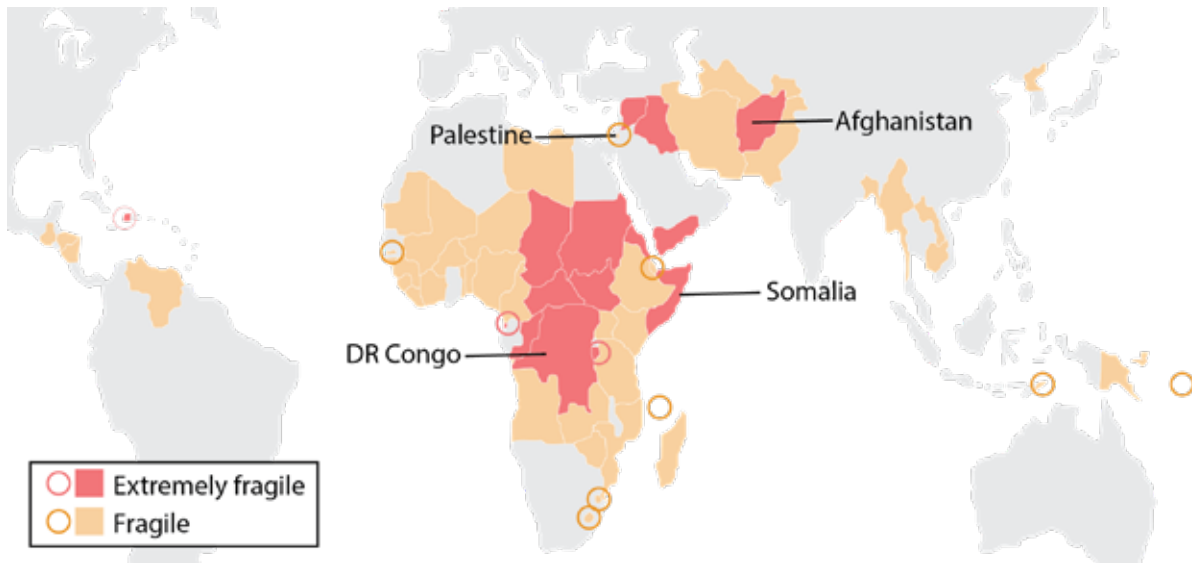 Palestine
Afghanistan
Somalia
DR Congo
Extremely fragile
Fragile